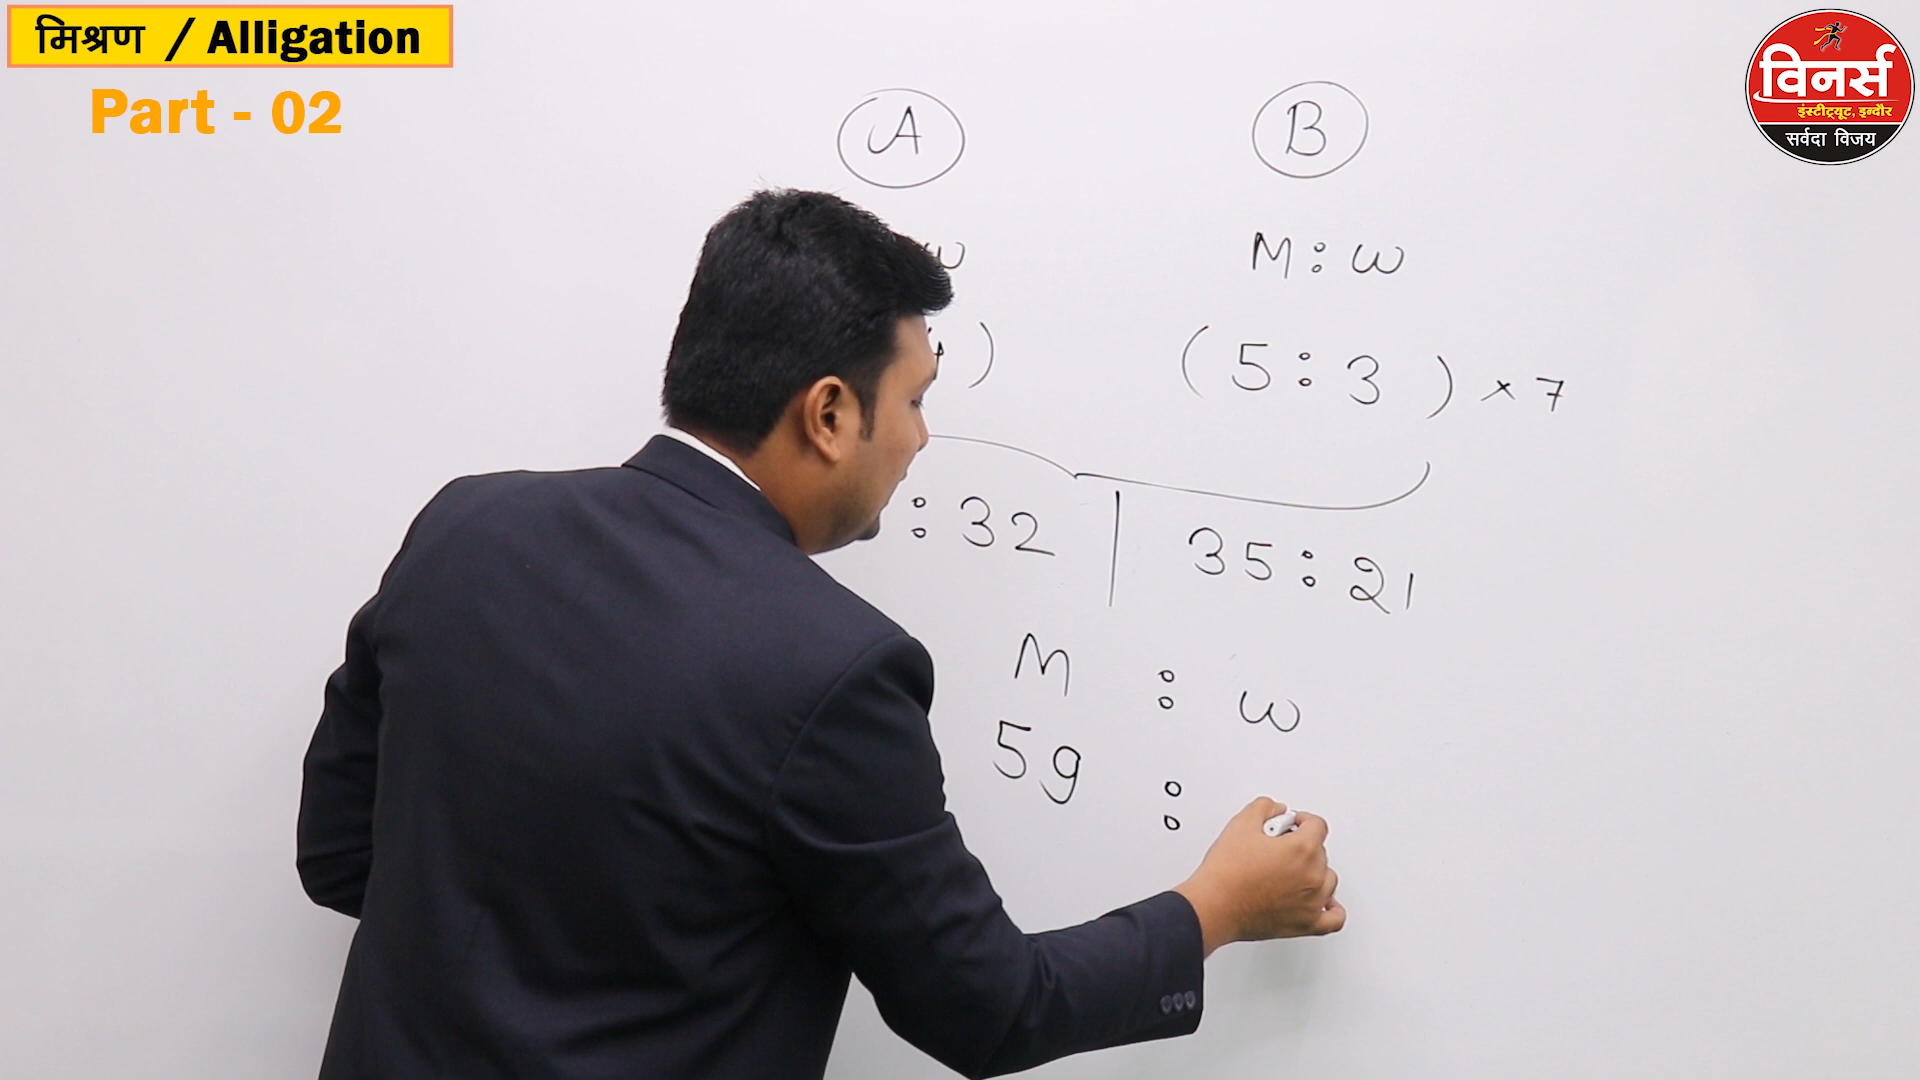 मिश्रण / Alligation
Part - 02
विनर्स
इंस्टीट्यूट, इन्दौर
सर्वदा विजय
A B
w M : w
) ( 5 : 3 ) × 7
: 32 | 35 : 21
M : w
59 :